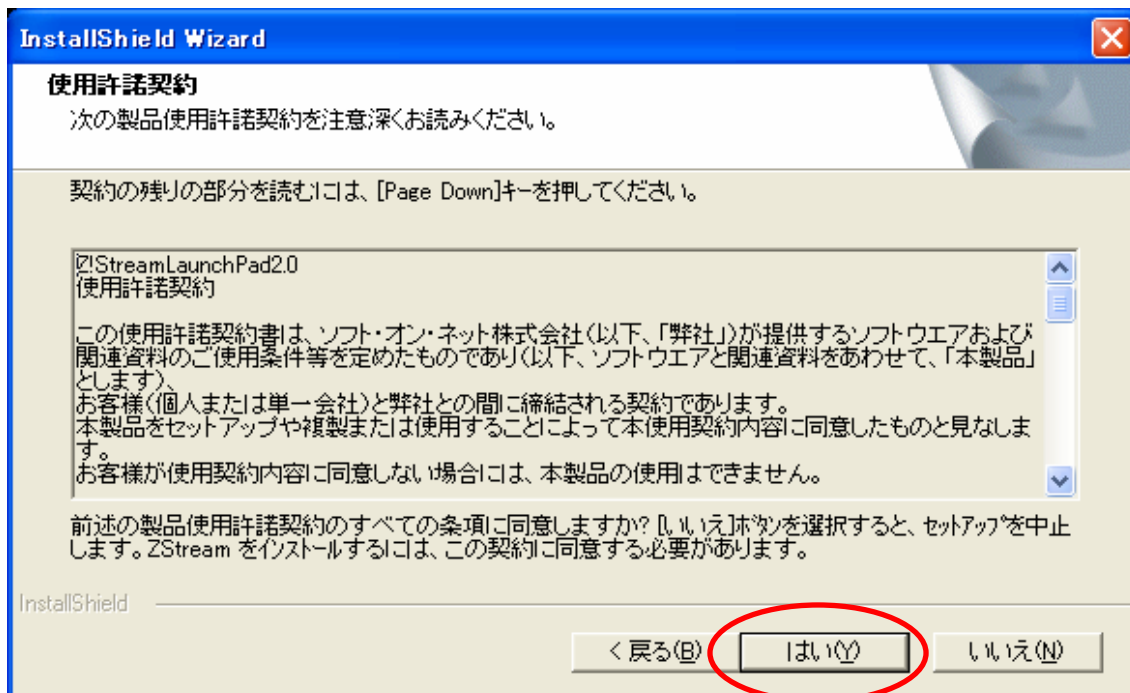 InstallShield Wizard
使用許諾契約
次の製品使用許諾契約を注意深くお読みください。
契約の残りの部分を読むには、[Page Down]キーを押してください。
Z!StreamLaunchPad2.0
使用許諾契約
この使用許諾契約書は、ソフト・オン・ネット株式会社(以下、「弊社」)が提供するソフトウエアおよび
関連資料のご使用条件等を定めたものであり(以下、ソフトウエアと関連資料をあわせて、「本製品」
とします)、
お客様(個人または単一会社)と弊社との間に締結される契約であります。
本製品をセットアップや複製または使用することによって本使用契約内容に同意したものと見なしま
す。
お客様が使用契約内容に同意しない場合には、本製品の使用はできません。
前述の製品使用許諾契約のすべての条項に同意しますか? [いいえ]ボタンを選択すると、セットアップを中止
します。ZStream をインストールするには、この契約に同意する必要があります。
InstallShield
< 戻る(B) はい(Y) いいえ(N)